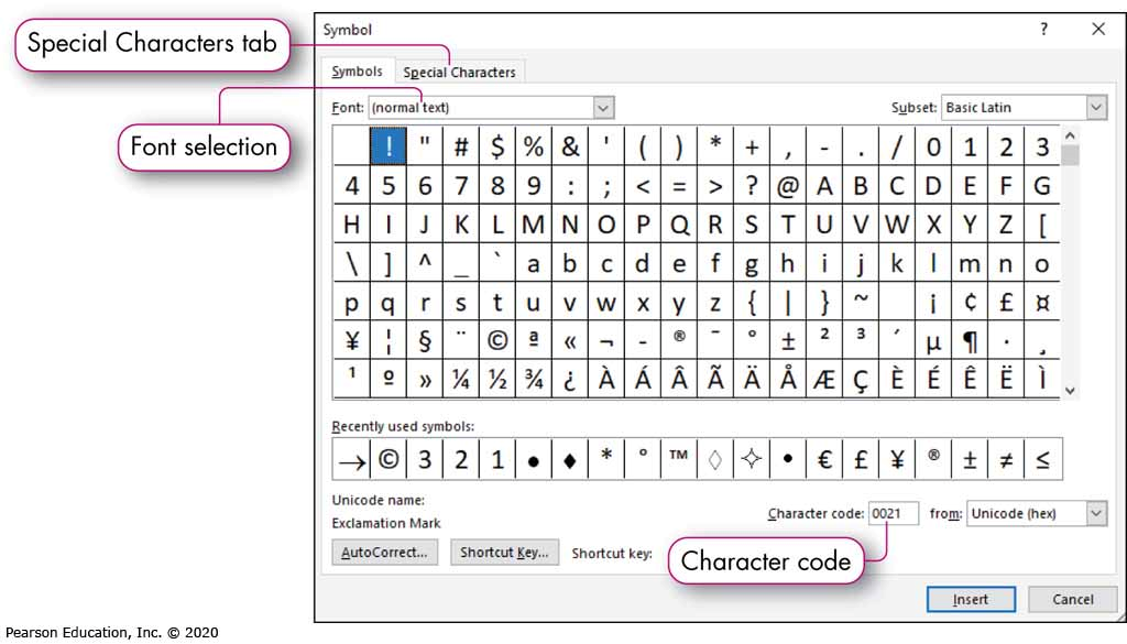 Symbol ? ×
Special Characters tab
Symbols Special Characters
Font: (normal text) Subset: Basic Latin
Font selection
! " # $ % & ' ( ) * + , - . / 0 1 2 3
4 5 6 7 8 9 : ; < = > ? @ A B C D E F G
H I J K L M N O P Q R S T U V W X Y Z [
\ ] ^ _ ` a b c d e f g h i j k l m n o
p q r s t u v w x y z { | } ~ ¡ ¢ £ ¤
¥ ¦ § ¨ © ª « ¬ - ® ¯ ° ± ² ³ ´ µ ¶ · ¸
¹ º » ¼ ½ ¾ ¿ À Á Â Ã Ä Å Æ Ç È É Ê Ë Ì
Recently used symbols:
→ © 3 2 1 ● ♦ * ° ™ ◊ ✧ • € £ ¥ ® ± ≠ ≤
Unicode name:
Exclamation Mark
Character code: 0021 from: Unicode (hex)
AutoCorrect... Shortcut Key... Shortcut key:
Character code
Insert Cancel
Pearson Education, Inc. © 2020